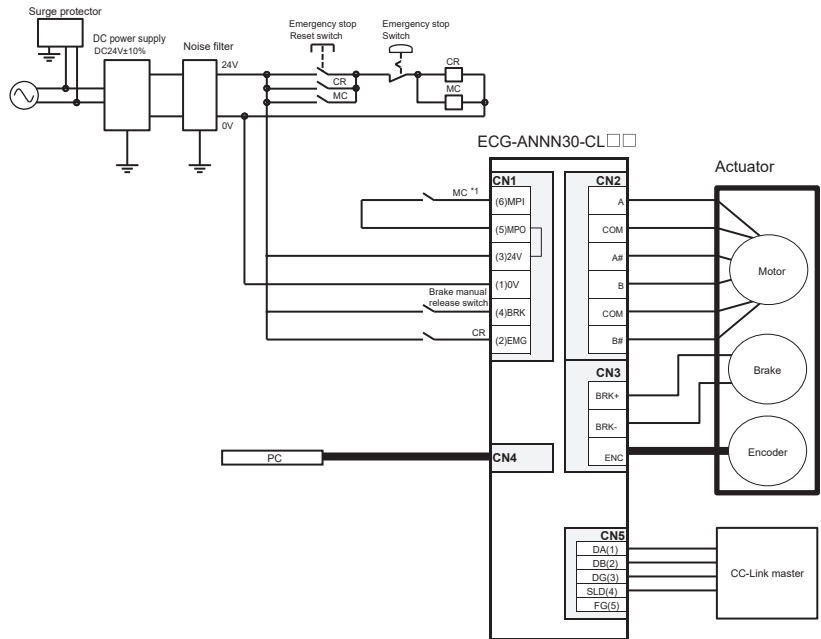 Surge protector
DC power supply
DC24V±10%
Noise filter
24V
0V
Emergency stop
Reset switch
Emergency stop
Switch
CR
MC
CR
MC
ECG-ANNN30-CL□□
Actuator
CN1
MC *1
(6)MPI
(5)MPO
(3)24V
(1)0V
Brake manual
release switch
(4)BRK
CR
(2)EMG
CN2
A
COM
A#
B
COM
B#
Motor
CN3
BRK+
BRK-
ENC
Brake
Encoder
PC
CN4
CN5
DA(1)
DB(2)
DG(3)
SLD(4)
FG(5)
CC-Link master